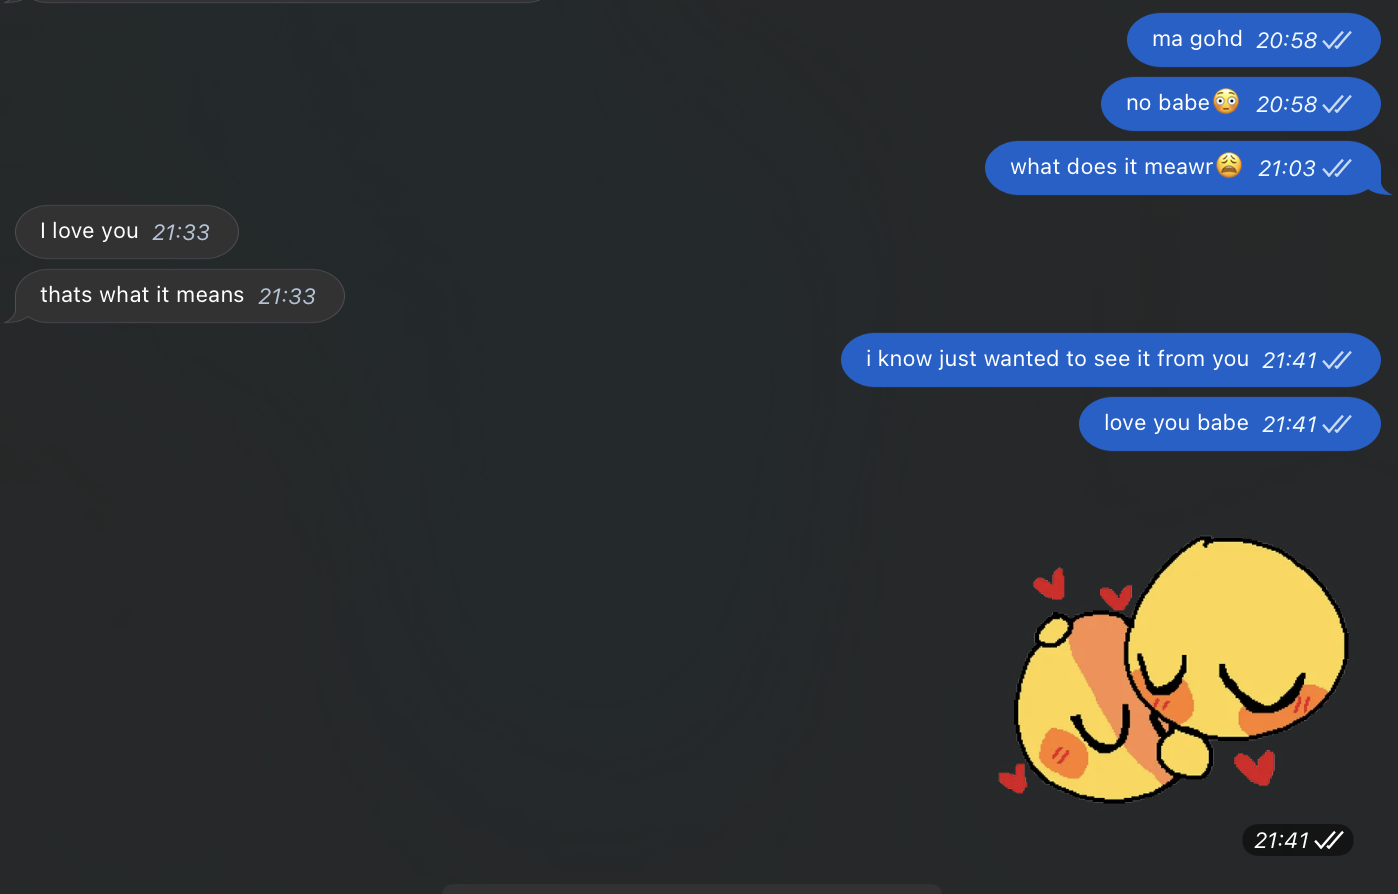 ma gohd 20:58
no babe😳 20:58
what does it meawr😩 21:03
I love you 21:33
thats what it means 21:33
i know just wanted to see it from you 21:41
love you babe 21:41
21:41